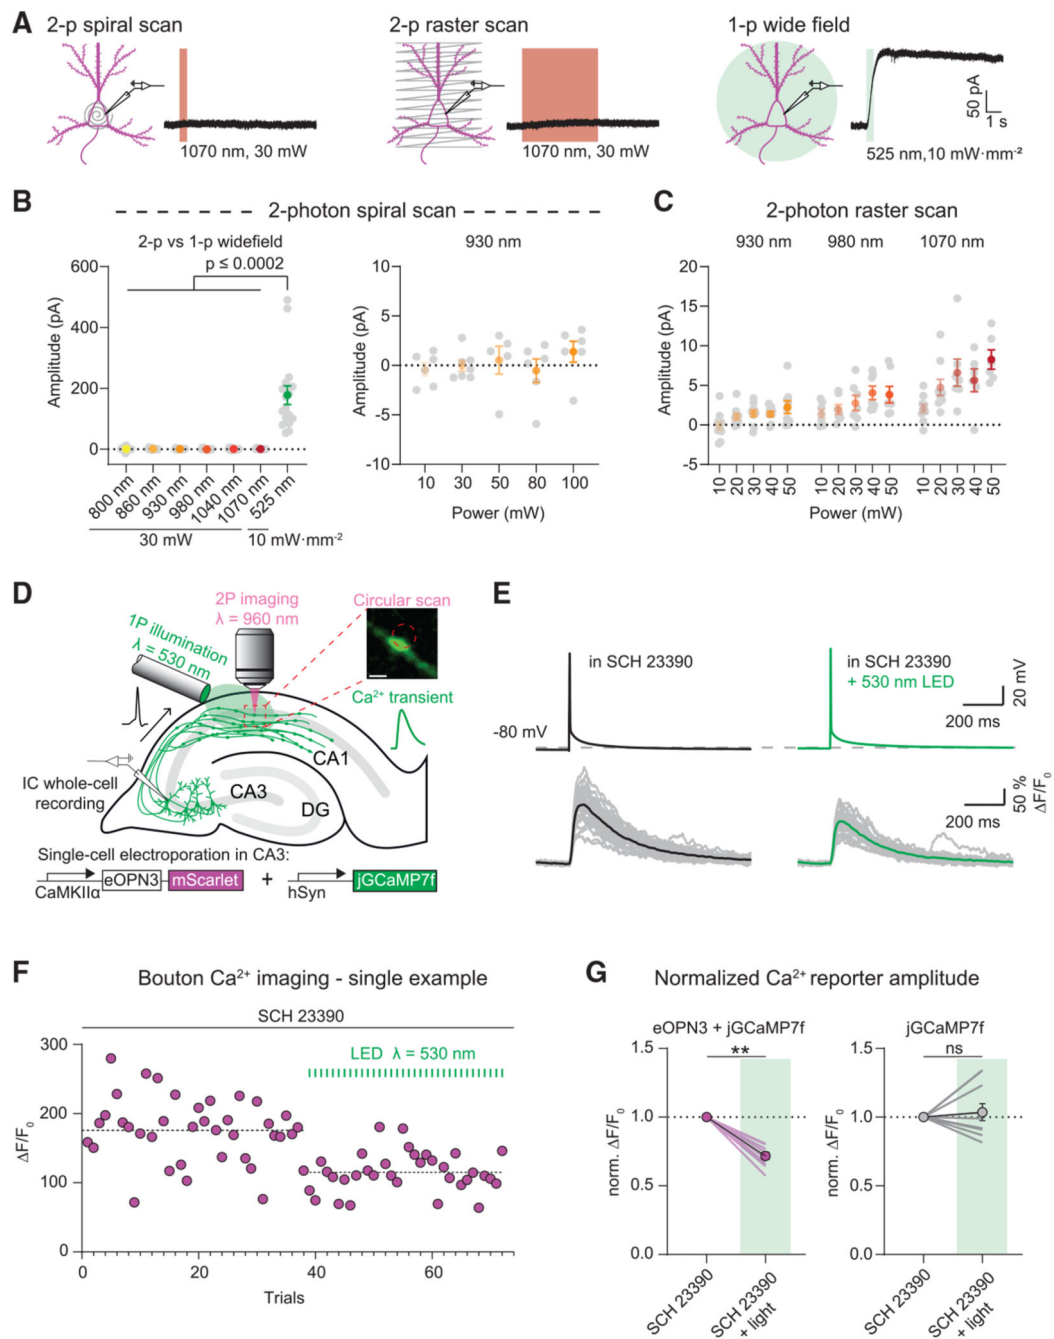 A
2-p spiral scan
2-p raster scan
1-p wide field
1070 nm, 30 mW
1070 nm, 30 mW
525 nm,10 mW·mm⁻²
50 pA
1 s
B
2-photon spiral scan
2-p vs 1-p widefield
p ≤ 0.0002
Amplitude (pA)
600
400
200
0
800 nm
860 nm
930 nm
980 nm
1040 nm
1070 nm
525 nm
30 mW
10 mW·mm⁻²
930 nm
Amplitude (pA)
10
5
0
-5
-10
10 30 50 80 100
Power (mW)
C
2-photon raster scan
930 nm 980 nm 1070 nm
Amplitude (pA)
20
15
10
5
0
-5
10 20 30 40 50 10 20 30 40 50 10 20 30 40 50
Power (mW)
D
1P illumination
λ = 530 nm
2P imaging
λ = 960 nm
Circular scan
Ca²⁺ transient
IC whole-cell
recording
CA1
CA3
DG
Single-cell electroporation in CA3:
CaMKIIα eOPN3 mScarlet + hSyn jGCaMP7f
E
in SCH 23390
-80 mV
in SCH 23390
+ 530 nm LED
20 mV
200 ms
50 %
ΔF/F₀
200 ms
F
Bouton Ca²⁺ imaging - single example
SCH 23390
LED λ = 530 nm
ΔF/F₀
300
200
100
0
0 20 40 60
Trials
G
Normalized Ca²⁺ reporter amplitude
eOPN3 + jGCaMP7f
**
norm. ΔF/F₀
1.5
1.0
0.5
0.0
SCH 23390
SCH 23390
+ light
jGCaMP7f
ns
norm. ΔF/F₀
1.5
1.0
0.5
0.0
SCH 23390
SCH 23390
+ light